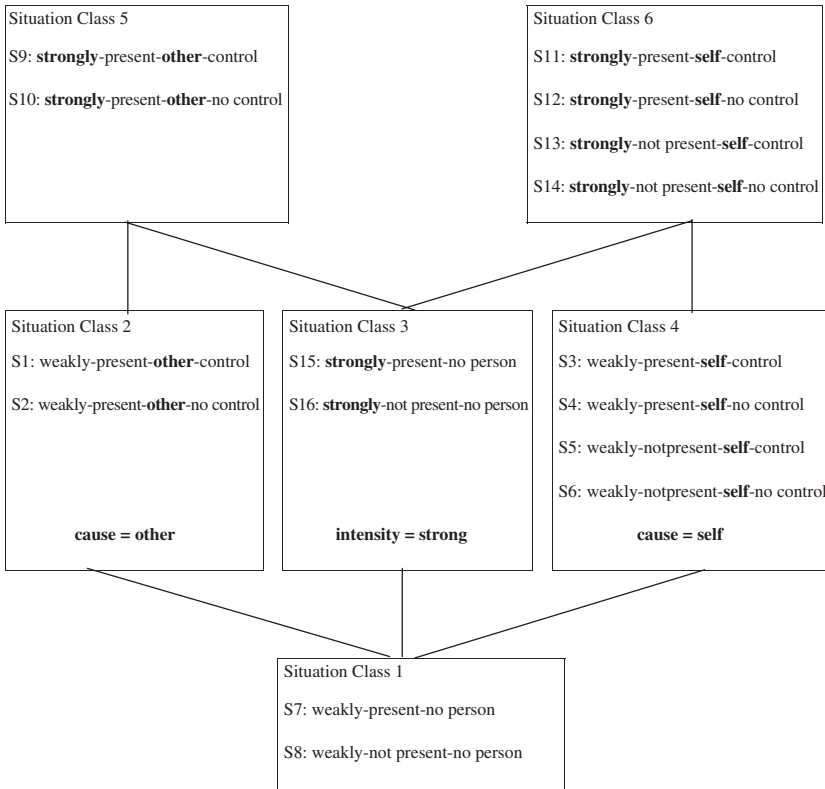 Situation Class 5
S9: strongly-present-other-control
S10: strongly-present-other-no control
Situation Class 6
S11: strongly-present-self-control
S12: strongly-present-self-no control
S13: strongly-not present-self-control
S14: strongly-not present-self-no control
Situation Class 2
S1: weakly-present-other-control
S2: weakly-present-other-no control
cause = other
Situation Class 3
S15: strongly-present-no person
S16: strongly-not present-no person
intensity = strong
Situation Class 4
S3: weakly-present-self-control
S4: weakly-present-self-no control
S5: weakly-notpresent-self-control
S6: weakly-notpresent-self-no control
cause = self
Situation Class 1
S7: weakly-present-no person
S8: weakly-not present-no person